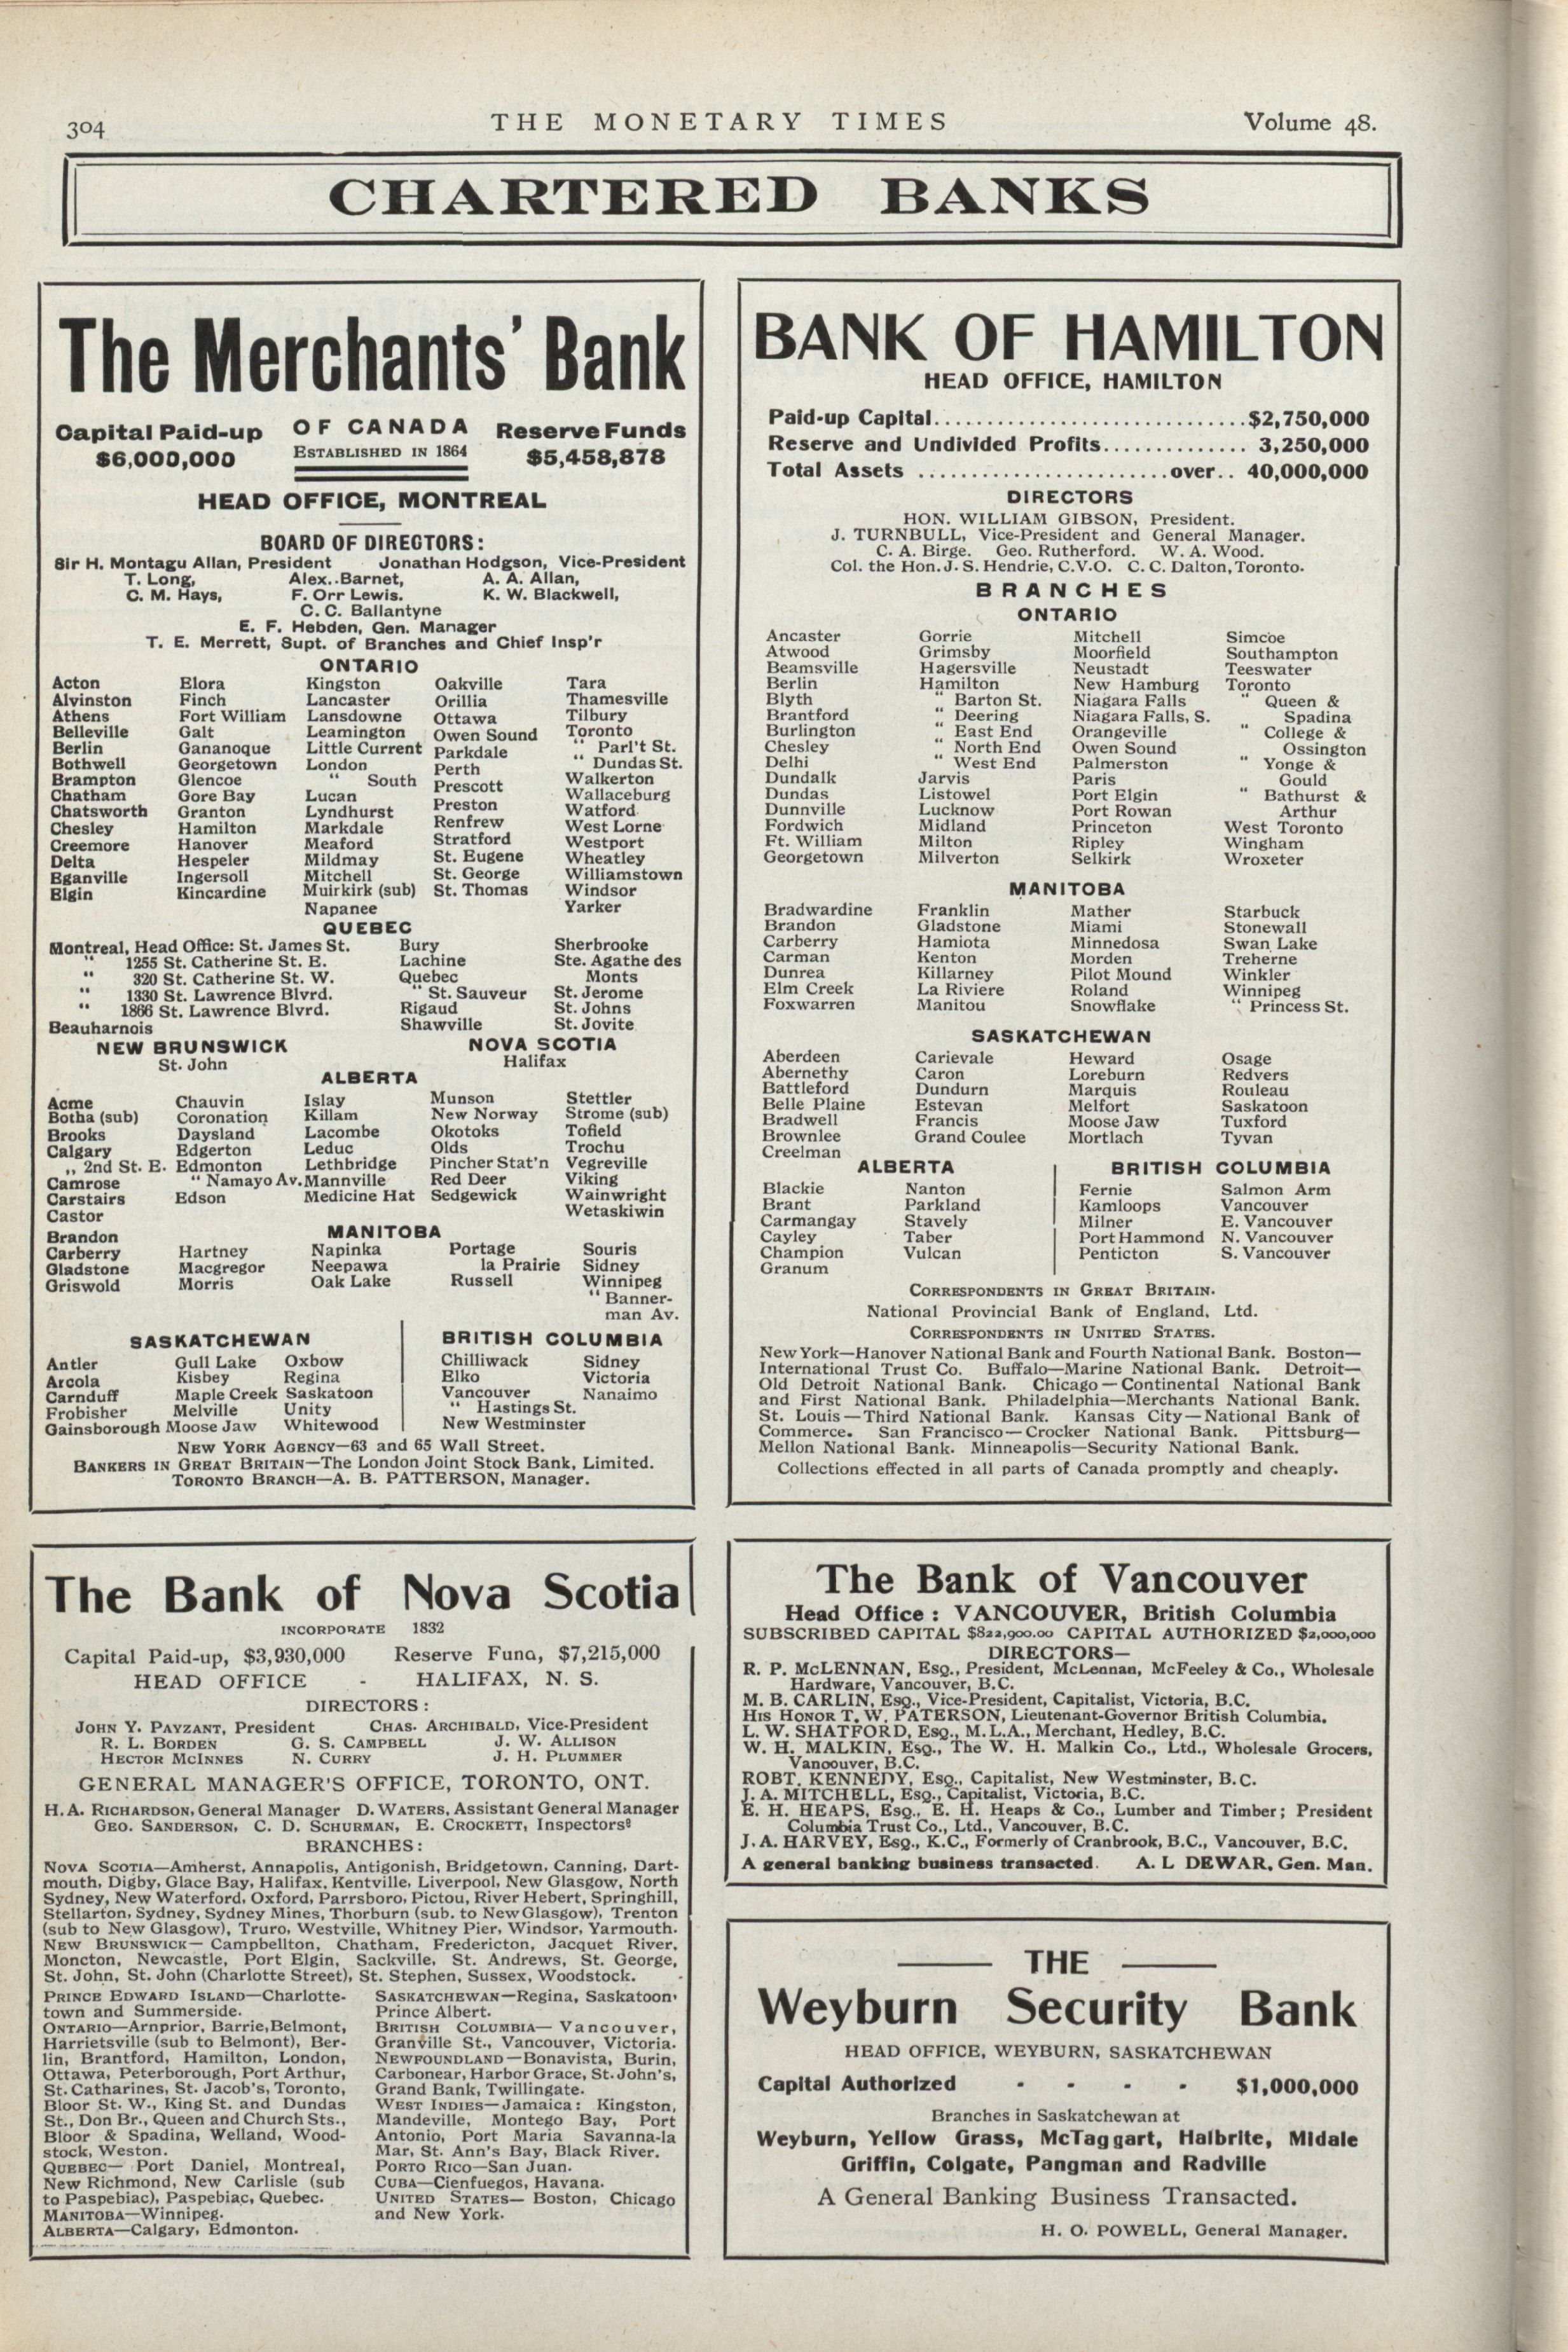 304
THE MONETARY TIMES
Volume 48.
CHARTERED BANKS
The Merchants' Bank
Capital Paid-up OF CANADA Reserve Funds
$6,000,000 ESTABLISHED IN 1864 $5,458,878
HEAD OFFICE, MONTREAL
BOARD OF DIRECTORS:
Sir H. Montagu Allan, President Jonathan Hodgson, Vice-President
T. Long, Alex. Barnet, A. A. Allan,
C. M. Hays, F. Orr Lewis. K. W. Blackwell,
C. C. Ballantyne
E. F. Hebden, Gen. Manager
T. E. Merrett, Supt. of Branches and Chief Insp'r
ONTARIO
Acton Elora Kingston Oakville Tara
Alvinston Finch Lancaster Orillia Thamesville
Athens Fort William Lansdowne Ottawa Tilbury
Belleville Galt Leamington Owen Sound Toronto
Berlin Gananoque Little Current Parkdale " Parl't St.
Bothwell Georgetown London Perth " Dundas St.
Brampton Glencoe " South Prescott Walkerton
Chatham Gore Bay Lucan Preston Wallaceburg
Chatsworth Granton Lyndhurst Renfrew Watford
Chesley Hamilton Markdale Stratford West Lorne
Creemore Hanover Meaford St. Eugene Westport
Delta Hespeler Mildmay St. George Wheatley
Eganville Ingersoll Mitchell St. Thomas Williamstown
Elgin Kincardine Muirkirk (sub) Windsor
Napanee Yarker
QUEBEC
Montreal, Head Office: St. James St. Bury Sherbrooke
" 1255 St. Catherine St. E. Lachine Ste. Agathe des
" 320 St. Catherine St. W. Quebec Monts
" 1330 St. Lawrence Blvrd. " St. Sauveur St. Jerome
" 1866 St. Lawrence Blvrd. Rigaud St. Johns
Beauharnois Shawville St. Jovite
NEW BRUNSWICK NOVA SCOTIA
St. John Halifax
ALBERTA
Acme Chauvin Islay Munson Stettler
Botha (sub) Coronation Killam New Norway Strome (sub)
Brooks Daysland Lacombe Okotoks Tofield
Calgary Edgerton Leduc Olds Trochu
,, 2nd St. E. Edmonton Lethbridge Pincher Stat'n Vegreville
Camrose " Namayo Av. Mannville Red Deer Viking
Carstairs Edson Medicine Hat Sedgewick Wainwright
Castor Wetaskiwin
MANITOBA
Brandon
Carberry Hartney Napinka Portage Souris
Gladstone Macgregor Neepawa la Prairie Sidney
Griswold Morris Oak Lake Russell Winnipeg
" Banner-
man Av.
SASKATCHEWAN
Antler Gull Lake Oxbow
Arcola Kisbey Regina
Carnduff Maple Creek Saskatoon
Frobisher Melville Unity
Gainsborough Moose Jaw Whitewood
BRITISH COLUMBIA
Chilliwack Sidney
Elko Victoria
Vancouver Nanaimo
" Hastings St.
New Westminster
NEW YORK AGENCY—63 and 65 Wall Street.
BANKERS IN GREAT BRITAIN—The London Joint Stock Bank, Limited.
TORONTO BRANCH—A. B. PATTERSON, Manager.
BANK OF HAMILTON
HEAD OFFICE, HAMILTON
Paid-up Capital..............................$2,750,000
Reserve and Undivided Profits.............. 3,250,000
Total Assets ........................over.. 40,000,000
DIRECTORS
HON. WILLIAM GIBSON, President.
J. TURNBULL, Vice-President and General Manager.
C. A. Birge. Geo. Rutherford. W. A. Wood.
Col. the Hon. J. S. Hendrie, C.V.O. C. C. Dalton, Toronto.
BRANCHES
ONTARIO
Ancaster Gorrie Mitchell Simcoe
Atwood Grimsby Moorfield Southampton
Beamsville Hagersville Neustadt Teeswater
Berlin Hamilton New Hamburg Toronto
Blyth " Barton St. Niagara Falls " Queen &
Brantford " Deering Niagara Falls, S. Spadina
Burlington " East End Orangeville " College &
Chesley " North End Owen Sound Ossington
Delhi " West End Palmerston " Yonge &
Dundalk Jarvis Paris Gould
Dundas Listowel Port Elgin " Bathurst &
Dunnville Lucknow Port Rowan Arthur
Fordwich Midland Princeton West Toronto
Ft. William Milton Ripley Wingham
Georgetown Milverton Selkirk Wroxeter
MANITOBA
Bradwardine Franklin Mather Starbuck
Brandon Gladstone Miami Stonewall
Carberry Hamiota Minnedosa Swan Lake
Carman Kenton Morden Treherne
Dunrea Killarney Pilot Mound Winkler
Elm Creek La Riviere Roland Winnipeg
Foxwarren Manitou Snowflake " Princess St.
SASKATCHEWAN
Aberdeen Carievale Heward Osage
Abernethy Caron Loreburn Redvers
Battleford Dundurn Marquis Rouleau
Belle Plaine Estevan Melfort Saskatoon
Bradwell Francis Moose Jaw Tuxford
Brownlee Grand Coulee Mortlach Tyvan
Creelman
ALBERTA
Blackie Nanton
Brant Parkland
Carmangay Stavely
Cayley Taber
Champion Vulcan
Granum
BRITISH COLUMBIA
Fernie Salmon Arm
Kamloops Vancouver
Milner E. Vancouver
Port Hammond N. Vancouver
Penticton S. Vancouver
CORRESPONDENTS IN GREAT BRITAIN.
National Provincial Bank of England, Ltd.
CORRESPONDENTS IN UNITED STATES.
New York—Hanover National Bank and Fourth National Bank. Boston—
International Trust Co. Buffalo—Marine National Bank. Detroit—
Old Detroit National Bank. Chicago—Continental National Bank
and First National Bank. Philadelphia—Merchants National Bank.
St. Louis—Third National Bank. Kansas City—National Bank of
Commerce. San Francisco—Crocker National Bank. Pittsburg—
Mellon National Bank. Minneapolis—Security National Bank.
Collections effected in all parts of Canada promptly and cheaply.
The Bank of Nova Scotia
INCORPORATE 1832
Capital Paid-up, $3,930,000 Reserve Fund, $7,215,000
HEAD OFFICE - HALIFAX, N. S.
DIRECTORS:
JOHN Y. PAYZANT, President CHAS. ARCHIBALD, Vice-President
R. L. BORDEN G. S. CAMPBELL J. W. ALLISON
HECTOR MCINNES N. CURRY J. H. PLUMMER
GENERAL MANAGER'S OFFICE, TORONTO, ONT.
H. A. RICHARDSON, General Manager D. WATERS, Assistant General Manager
GEO. SANDERSON, C. D. SCHURMAN, E. CROCKETT, Inspectors
BRANCHES:
NOVA SCOTIA—Amherst, Annapolis, Antigonish, Bridgetown, Canning, Dart-
mouth, Digby, Glace Bay, Halifax, Kentville, Liverpool, New Glasgow, North
Sydney, New Waterford, Oxford, Parrsboro, Pictou, River Hebert, Springhill,
Stellarton, Sydney, Sydney Mines, Thorburn (sub. to New Glasgow), Trenton
(sub to New Glasgow), Truro, Westville, Whitney Pier, Windsor, Yarmouth.
NEW BRUNSWICK—Campbellton, Chatham, Fredericton, Jacquet River,
Moncton, Newcastle, Port Elgin, Sackville, St. Andrews, St. George,
St. John, St. John (Charlotte Street), St. Stephen, Sussex, Woodstock.
PRINCE EDWARD ISLAND—Charlotte-
town and Summerside.
ONTARIO—Arnprior, Barrie, Belmont,
Harrietsville (sub to Belmont), Ber-
lin, Brantford, Hamilton, London,
Ottawa, Peterborough, Port Arthur,
St. Catharines, St. Jacob's, Toronto,
Bloor St. W., King St. and Dundas
St., Don Br., Queen and Church Sts.,
Bloor & Spadina, Welland, Wood-
stock, Weston.
QUEBEC— Port Daniel, Montreal,
New Richmond, New Carlisle (sub
to Paspebiac), Paspebiac, Quebec.
MANITOBA—Winnipeg.
ALBERTA—Calgary, Edmonton.
SASKATCHEWAN—Regina, Saskatoon,
Prince Albert.
BRITISH COLUMBIA—Vancouver,
Granville St., Vancouver, Victoria.
NEWFOUNDLAND—Bonavista, Burin,
Carbonear, Harbor Grace, St. John's,
Grand Bank, Twillingate.
WEST INDIES—Jamaica: Kingston,
Mandeville, Montego Bay, Port
Antonio, Port Maria Savanna-la
Mar, St. Ann's Bay, Black River.
PORTO RICO—San Juan.
CUBA—Cienfuegos, Havana.
UNITED STATES—Boston, Chicago
and New York.
The Bank of Vancouver
Head Office: VANCOUVER, British Columbia
SUBSCRIBED CAPITAL $822,900.00 CAPITAL AUTHORIZED $2,000,000
DIRECTORS—
R. P. McLENNAN, Esq., President, McLennan, McFeeley & Co., Wholesale
Hardware, Vancouver, B.C.
M. B. CARLIN, Esq., Vice-President, Capitalist, Victoria, B.C.
HIS HONOR T. W. PATERSON, Lieutenant-Governor British Columbia.
L. W. SHATFORD, Esq., M.L.A., Merchant, Hedley, B.C.
W. H. MALKIN, Esq., The W. H. Malkin Co., Ltd., Wholesale Grocers,
Vancouver, B.C.
ROBT. KENNEDY, Esq., Capitalist, New Westminster, B.C.
J. A. MITCHELL, Esq., Capitalist, Victoria, B.C.
E. H. HEAPS, Esq., E. H. Heaps & Co., Lumber and Timber; President
Columbia Trust Co., Ltd., Vancouver, B.C.
J. A. HARVEY, Esq., K.C., Formerly of Cranbrook, B.C., Vancouver, B.C.
A general banking business transacted. A. L DEWAR, Gen. Man.
THE
Weyburn Security Bank
HEAD OFFICE, WEYBURN, SASKATCHEWAN
Capital Authorized - - - - $1,000,000
Branches in Saskatchewan at
Weyburn, Yellow Grass, McTaggart, Halbrite, Midale
Griffin, Colgate, Pangman and Radville
A General Banking Business Transacted.
H. O. POWELL, General Manager.